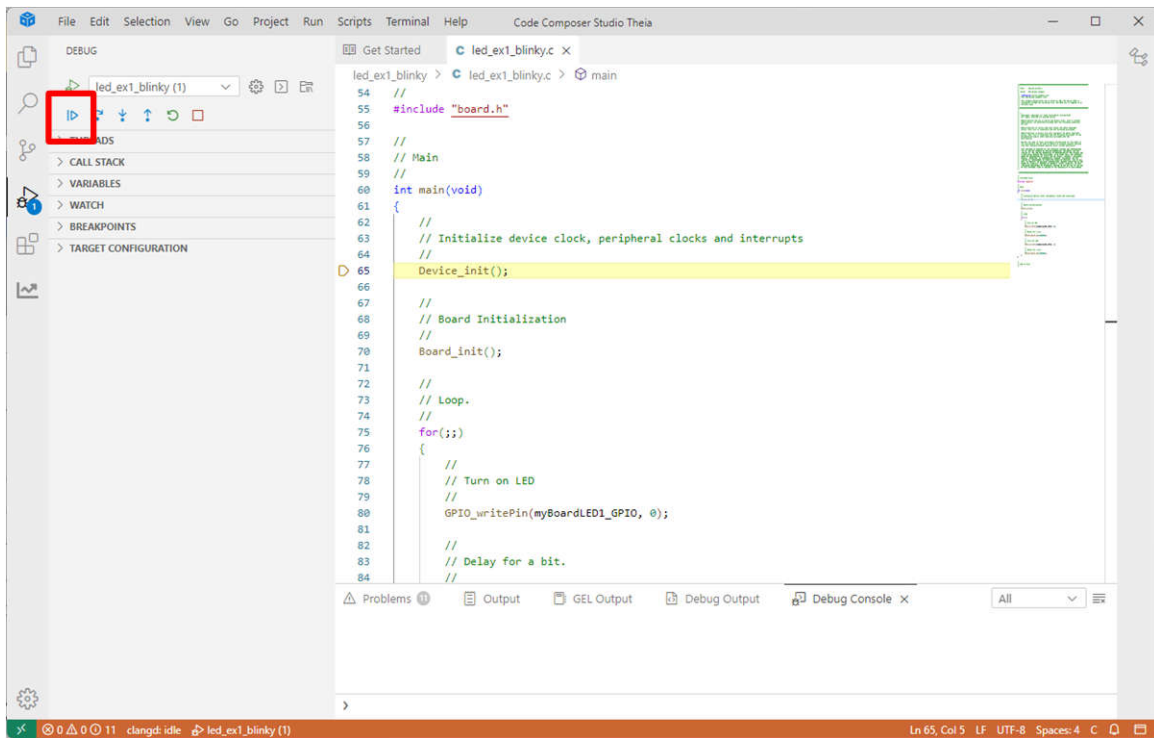 File Edit Selection View Go Project Run Scripts Terminal Help Code Composer Studio Theia
DEBUG
led_ex1_blinky (1)
THREADS
CALL STACK
VARIABLES
WATCH
BREAKPOINTS
TARGET CONFIGURATION
1
Get Started C led_ex1_blinky.c
led_ex1_blinky > C led_ex1_blinky.c > main
54 //
55 #include "board.h"
56
57 //
58 // Main
59 //
60 int main(void)
61 {
62 //
63 // Initialize device clock, peripheral clocks and interrupts
64 //
65 Device_init();
66
67 //
68 // Board Initialization
69 //
70 Board_init();
71
72 //
73 // Loop.
74 //
75 for(;;)
76 {
77 //
78 // Turn on LED
79 //
80 GPIO_writePin(myBoardLED1_GPIO, 0);
81
82 //
83 // Delay for a bit.
84 //
Problems 11 Output GEL Output Debug Output Debug Console All
>
0 0 11 clangd: idle led_ex1_blinky (1) Ln 65, Col 5 LF UTF-8 Spaces: 4 C